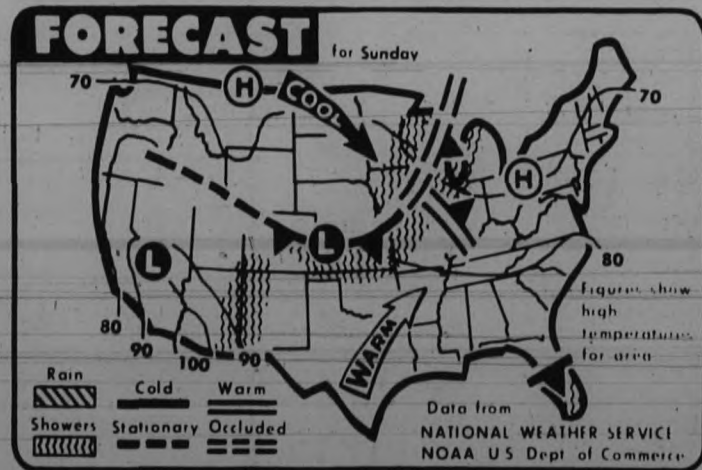 FORECAST
for Sunday
70
H
COOL
70
H
L
L
80
Figures show
high
temperatures
for area
80
90
100
90
WARM
Rain
Cold
Warm
Showers
Stationary
Occluded
Data from
NATIONAL WEATHER SERVICE
NOAA US Dept of Commerce